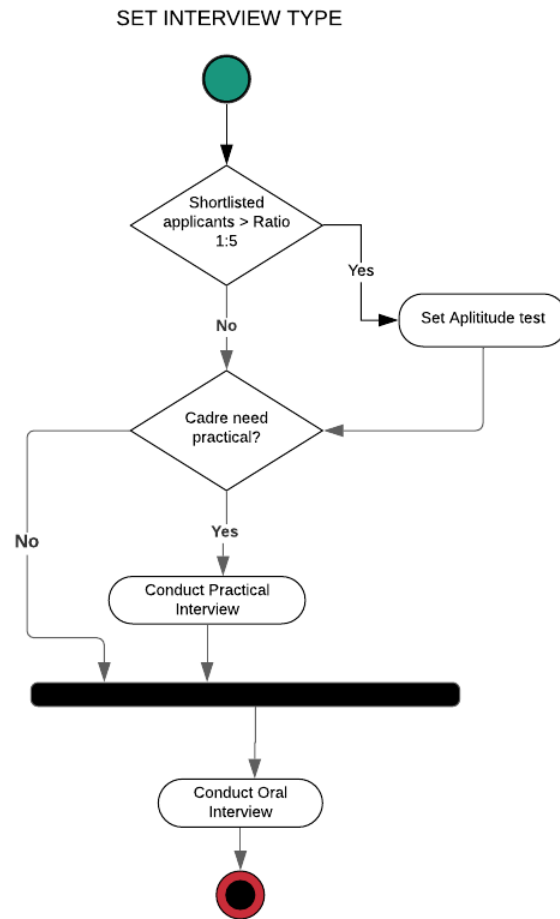 SET INTERVIEW TYPE
Shortlisted
applicants > Ratio
1:5
Yes
Set Aplititude test
No
Cadre need
practical?
Yes
No
Conduct Practical
Interview
Conduct Oral
Interview